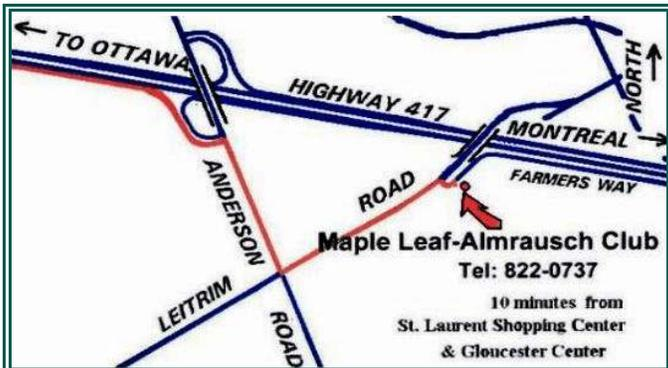 TO OTTAWA
HIGHWAY 417
NORTH
MONTREAL
FARMERS WAY
ANDERSON
ROAD
LEITRIM
ROAD
Maple Leaf-Almrausch Club
Tel: 822-0737
10 minutes from
St. Laurent Shopping Center
& Gloucester Center